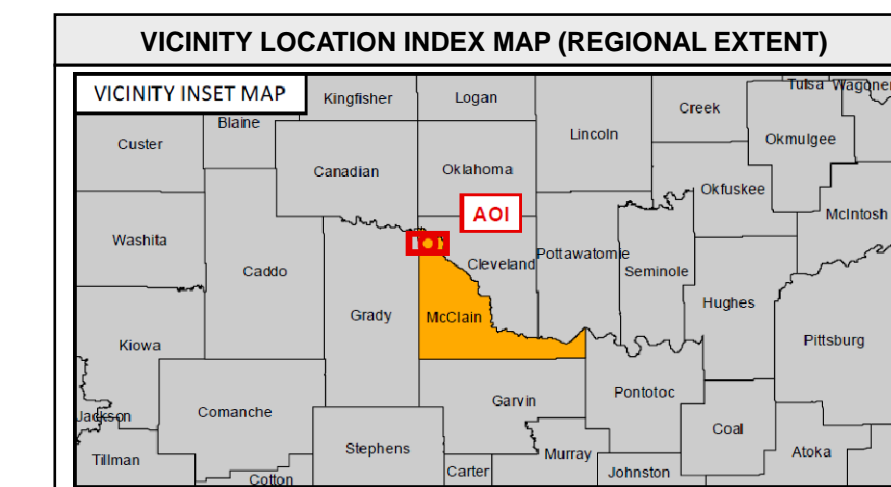 VICINITY LOCATION INDEX MAP (REGIONAL EXTENT)
VICINITY INSET MAP
Kingfisher
Logan
Tulsa
Wagoner
Creek
Blaine
Lincoln
Custer
Okmulgee
Canadian
Oklahoma
Okfuskee
AOI
McIntosh
Washita
Pottawatomie
Cleveland
Caddo
Seminole
Hughes
Grady
McClain
Pittsburg
Kiowa
Pontotoc
Garvin
Jackson
Comanche
Coal
Stephens
Murray
Atoka
Tillman
Carter
Johnston
Cotton